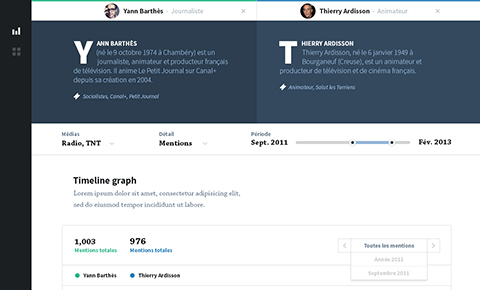 Yann Barthès - Journaliste
Thierry Ardisson - Animateur
YANN BARTHÈS
(né le 9 octobre 1974 à Chambéry) est un
journaliste, animateur et producteur français
de télévision. Il anime Le Petit Journal sur Canal+
depuis sa création en 2004.
Socialistes, Canal+, Petit Journal
THIERRY ARDISSON
Thierry Ardisson, né le 6 janvier 1949 à
Bourganeuf (Creuse), est un animateur et
producteur de télévision et de cinéma français.
Animateur, Salut les Terriens
Médias
Radio, TNT
Détail
Mentions
Période
Sept. 2011
Fév. 2013
Timeline graph
Lorem ipsum dolor sit amet, consectetur adipisicing elit,
sed do eiusmod tempor incididunt ut labore.
1,003
Mentions totales
976
Mentions totales
Toutes les mentions
Année 2011
Septembre 2011
Yann Barthès
Thierry Ardisson